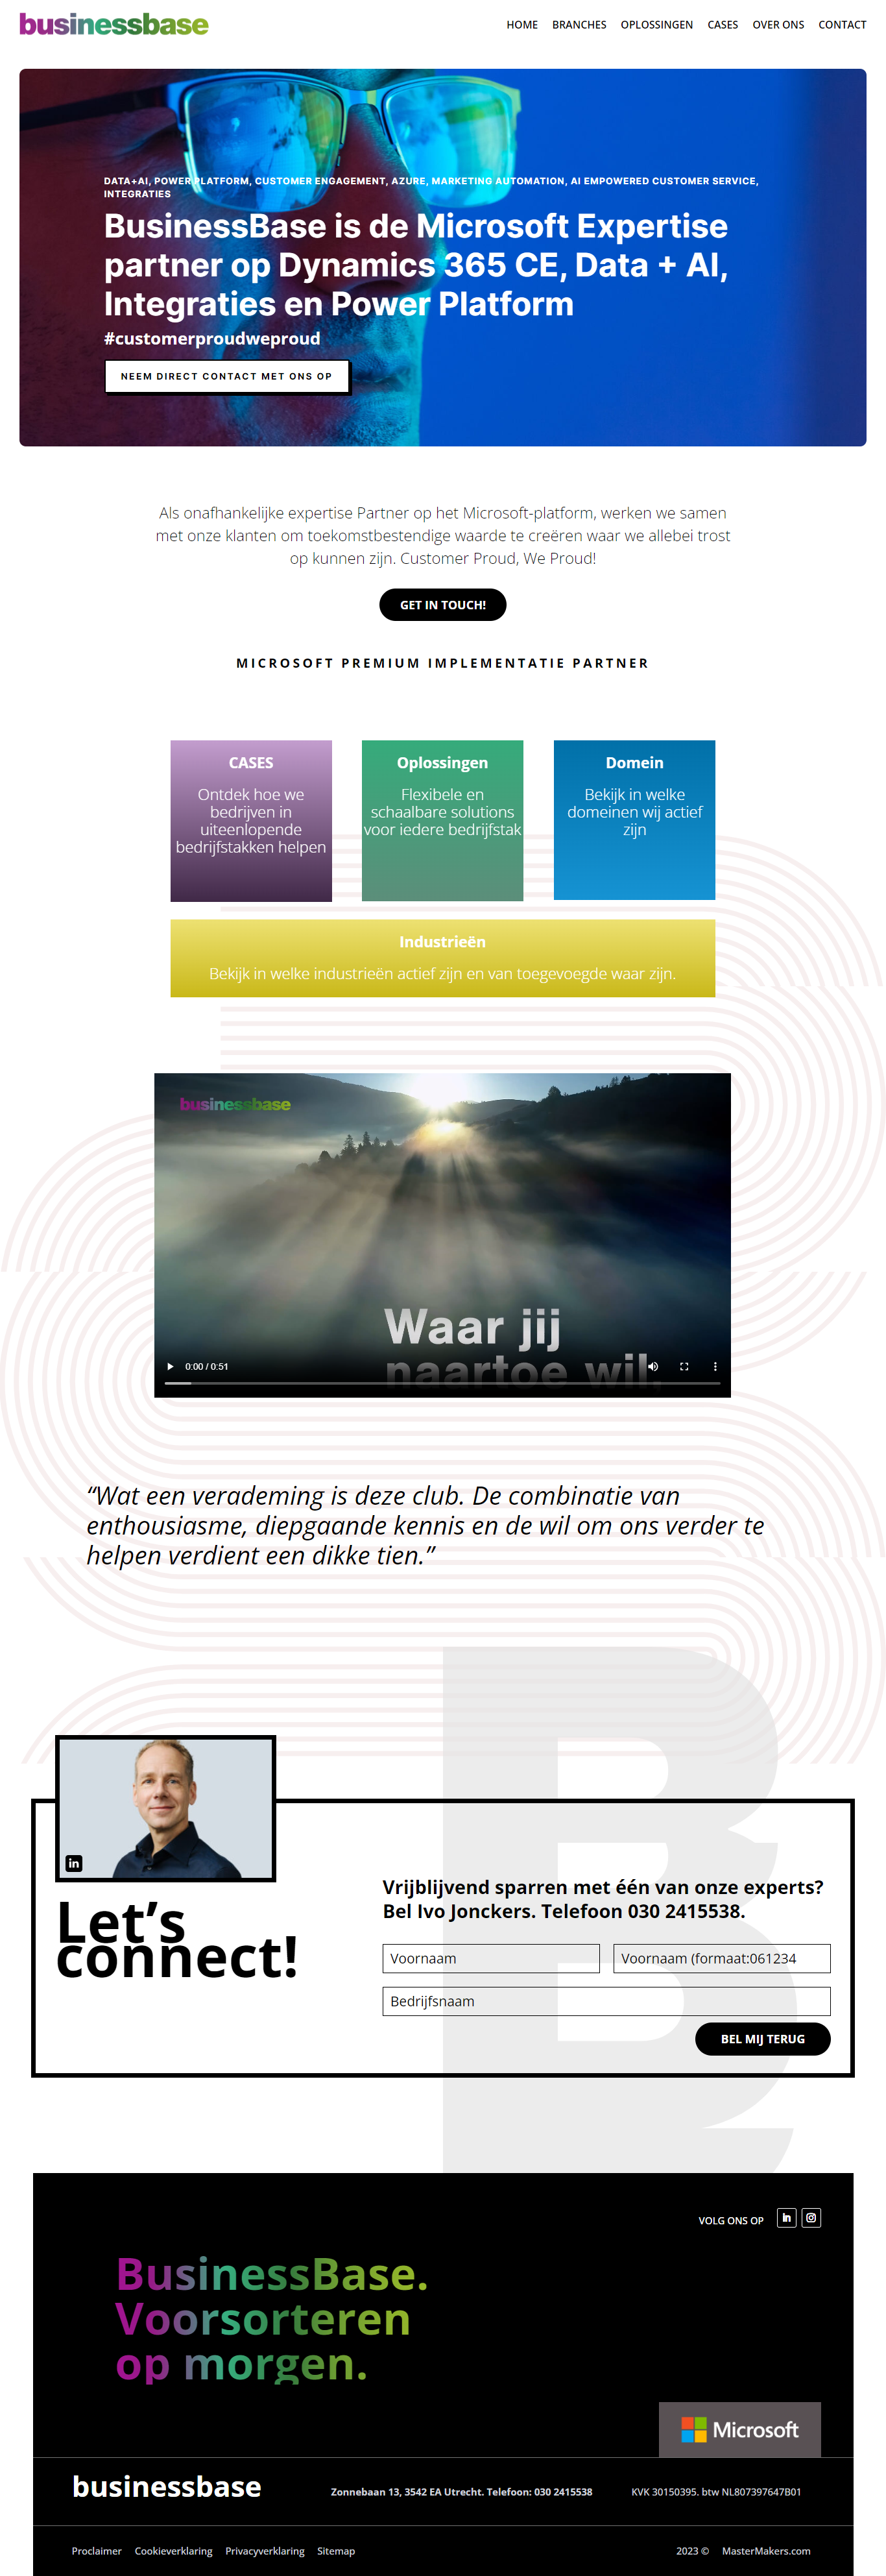 businessbase
HOME BRANCHES OPLOSSINGEN CASES OVER ONS CONTACT
DATA+AI, POWER PLATFORM, CUSTOMER ENGAGEMENT, AZURE, MARKETING AUTOMATION, AI EMPOWERED CUSTOMER SERVICE,
INTEGRATIES
BusinessBase is de Microsoft Expertise
partner op Dynamics 365 CE, Data + AI,
Integraties en Power Platform
#customerproudweproud
NEEM DIRECT CONTACT MET ONS OP
Als onafhankelijke expertise Partner op het Microsoft-platform, werken we samen
met onze klanten om toekomstbestendige waarde te creëren waar we allebei trost
op kunnen zijn. Customer Proud, We Proud!
GET IN TOUCH!
MICROSOFT PREMIUM IMPLEMENTATIE PARTNER
CASES
Ontdek hoe we
bedrijven in
uiteenlopende
bedrijfstakken helpen
Oplossingen
Flexibele en
schaalbare solutions
voor iedere bedrijfstak
Domein
Bekijk in welke
domeinen wij actief
zijn
Industrieën
Bekijk in welke industrieën actief zijn en van toegevoegde waar zijn.
businessbase
Waar jij
naartoe wil.
0:00 / 0:51
“Wat een verademing is deze club. De combinatie van
enthousiasme, diepgaande kennis en de wil om ons verder te
helpen verdient een dikke tien.”
in
Let’s
connect!
Vrijblijvend sparren met één van onze experts?
Bel Ivo Jonckers. Telefoon 030 2415538.
Voornaam
Voornaam (formaat:061234
Bedrijfsnaam
BEL MIJ TERUG
VOLG ONS OP
in
BusinessBase.
Voorsorteren
op morgen.
Microsoft
businessbase
Zonnebaan 13, 3542 EA Utrecht. Telefoon: 030 2415538
KVK 30150395. btw NL807397647B01
Proclaimer Cookieverklaring Privacyverklaring Sitemap
2023 © MasterMakers.com